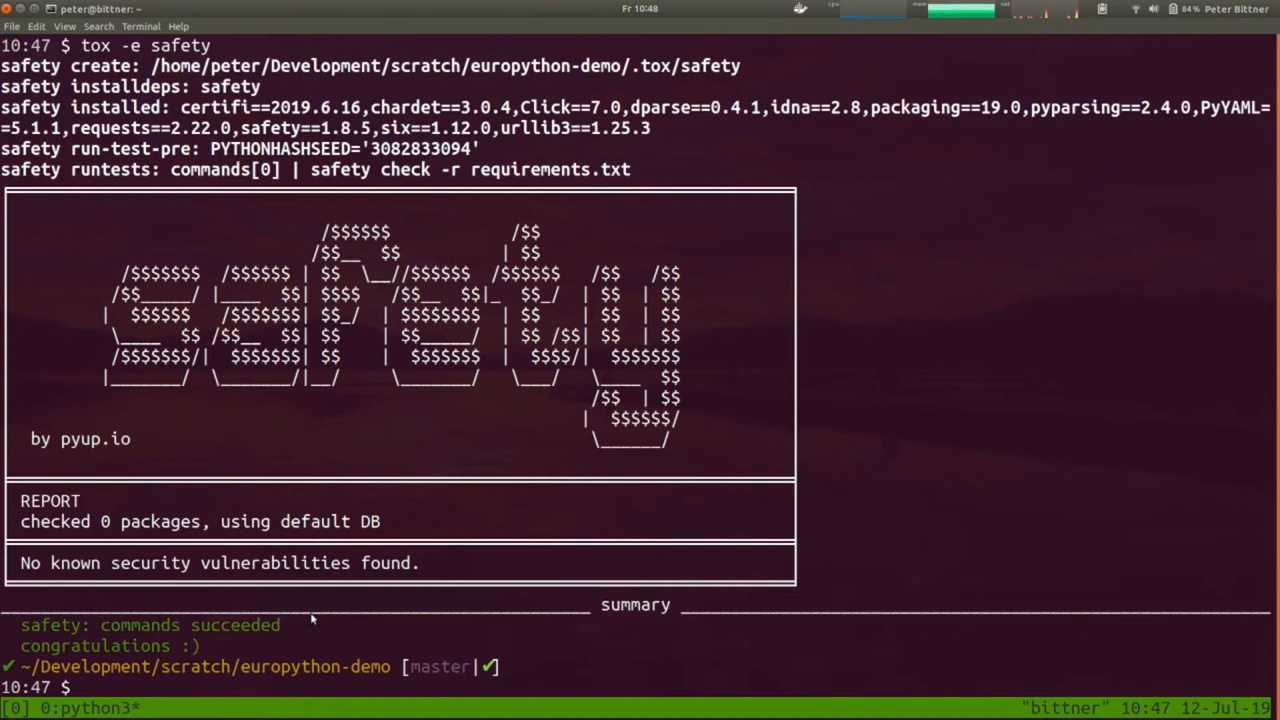 peter@bittner: ~
Fr 10:48
cpu
mem
net
84% Peter Bittner
File Edit View Search Terminal Help
10:47 $ tox -e safety
safety create: /home/peter/Development/scratch/europython-demo/.tox/safety
safety installdeps: safety
safety installed: certifi==2019.6.16,chardet==3.0.4,Click==7.0,dparse==0.4.1,idna==2.8,packaging==19.0,pyparsing==2.4.0,PyYAML=
=5.1.1,requests==2.22.0,safety==1.8.5,six==1.12.0,urllib3==1.25.3
safety run-test-pre: PYTHONHASHSEED='3082833094'
safety runtests: commands[0] | safety check -r requirements.txt
safety
by pyup.io
REPORT
checked 0 packages, using default DB
No known security vulnerabilities found.
summary
safety: commands succeeded
congratulations :)
✔ ~/Development/scratch/europython-demo [master|✔]
10:47 $
[0] 0:python3* "bittner" 10:47 12-Jul-19